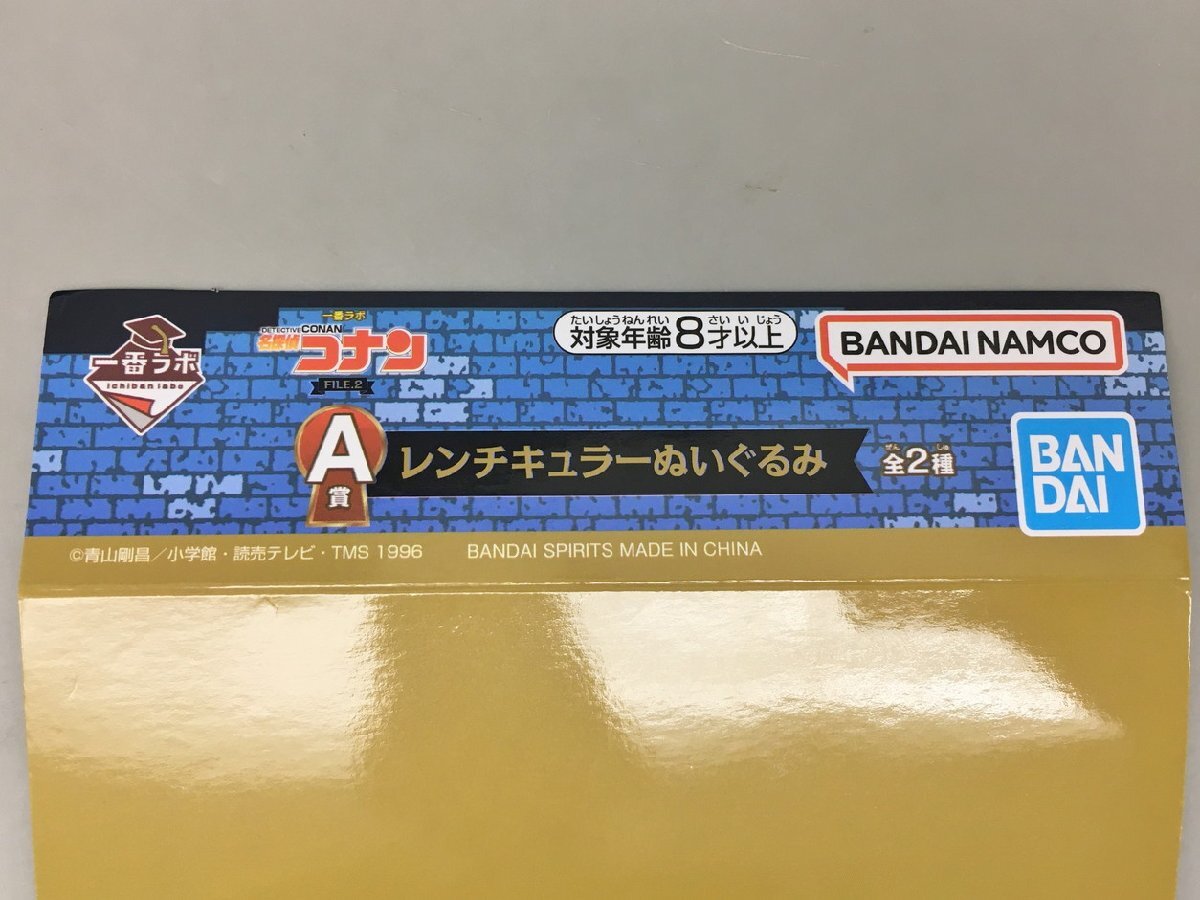 一番ラボ
ichiban labo
一番ラボ
DETECTIVE CONAN
名探偵
コナン
FILE.2
たいしょうねんれい さい いじょう
対象年齢8才以上
BANDAI NAMCO
A
賞
レンチキュラーぬいぐるみ
ぜん しゅ
全2種
BAN
DAI
©青山剛昌/小学館・読売テレビ・TMS 1996 BANDAI SPIRITS MADE IN CHINA